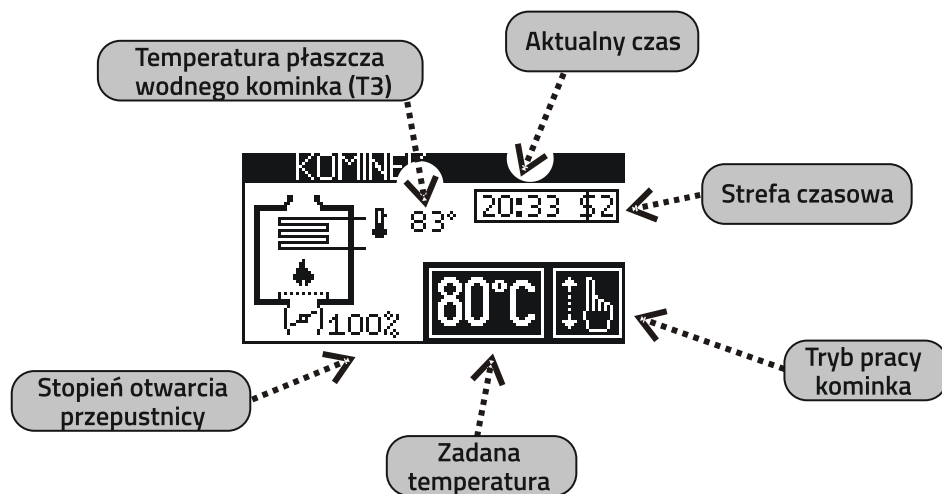 Aktualny czas
Temperatura płaszcza
wodnego kominka (T3)
KOMINEK
Strefa czasowa
20:33 $2
83°
80°C
100%
Tryb pracy
kominka
Stopień otwarcia
przepustnicy
Zadana
temperatura